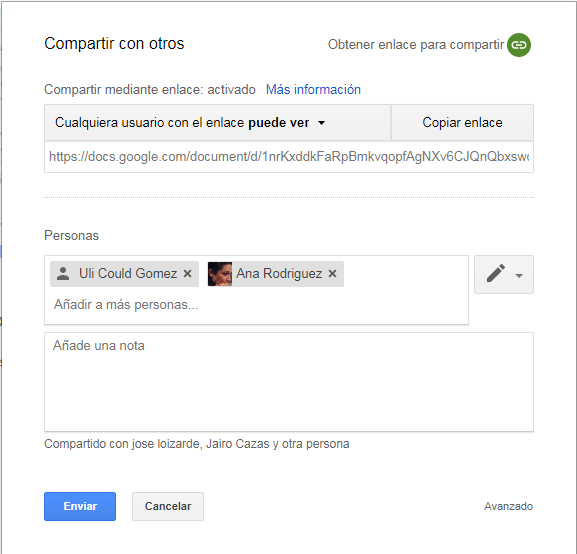 Compartir con otros
Obtener enlace para compartir
Compartir mediante enlace: activado Más información
Cualquiera usuario con el enlace puede ver
Copiar enlace
https://docs.google.com/document/d/1nrKxddkFaRpBmkvqopfAgNXv6CJQnQbxswc
Personas
Uli Could Gomez × Ana Rodriguez ×
Añadir a más personas...
Añade una nota
Compartido con jose loizarde, Jairo Cazas y otra persona
Enviar
Cancelar
Avanzado